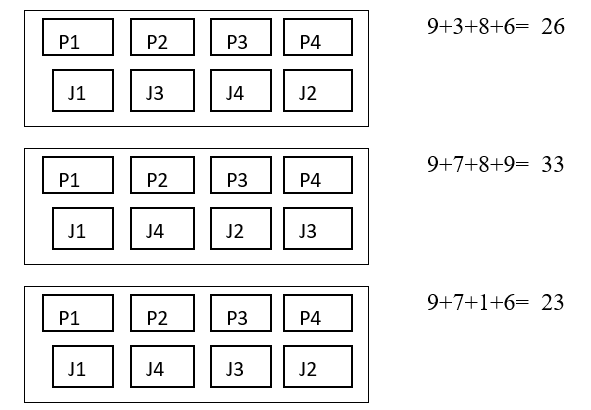 P1 P2 P3 P4 9+3+8+6= 26
J1 J3 J4 J2
P1 P2 P3 P4 9+7+8+9= 33
J1 J4 J2 J3
P1 P2 P3 P4 9+7+1+6= 23
J1 J4 J3 J2